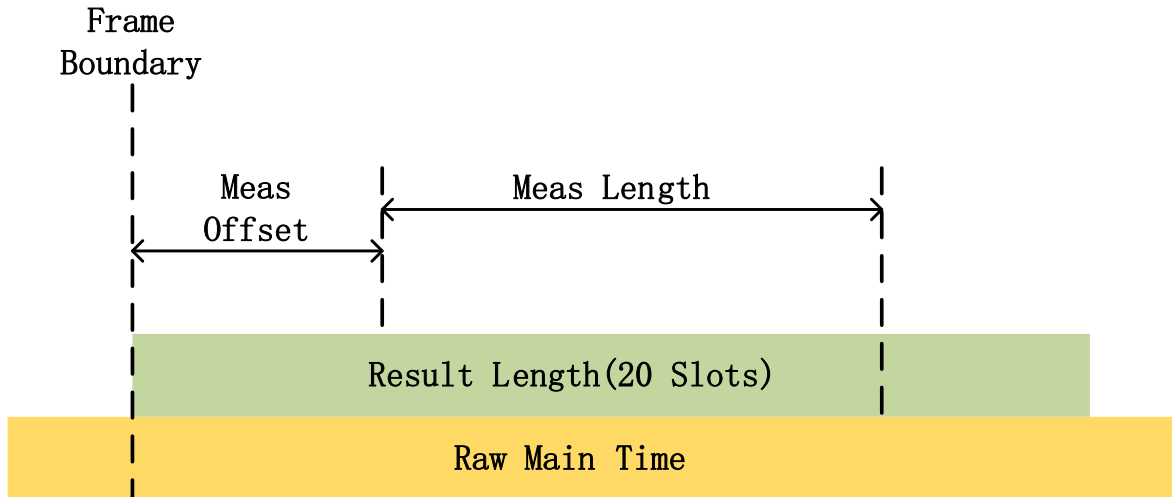 Frame
Boundary
Meas
Offset
Meas Length
Result Length(20 Slots)
Raw Main Time